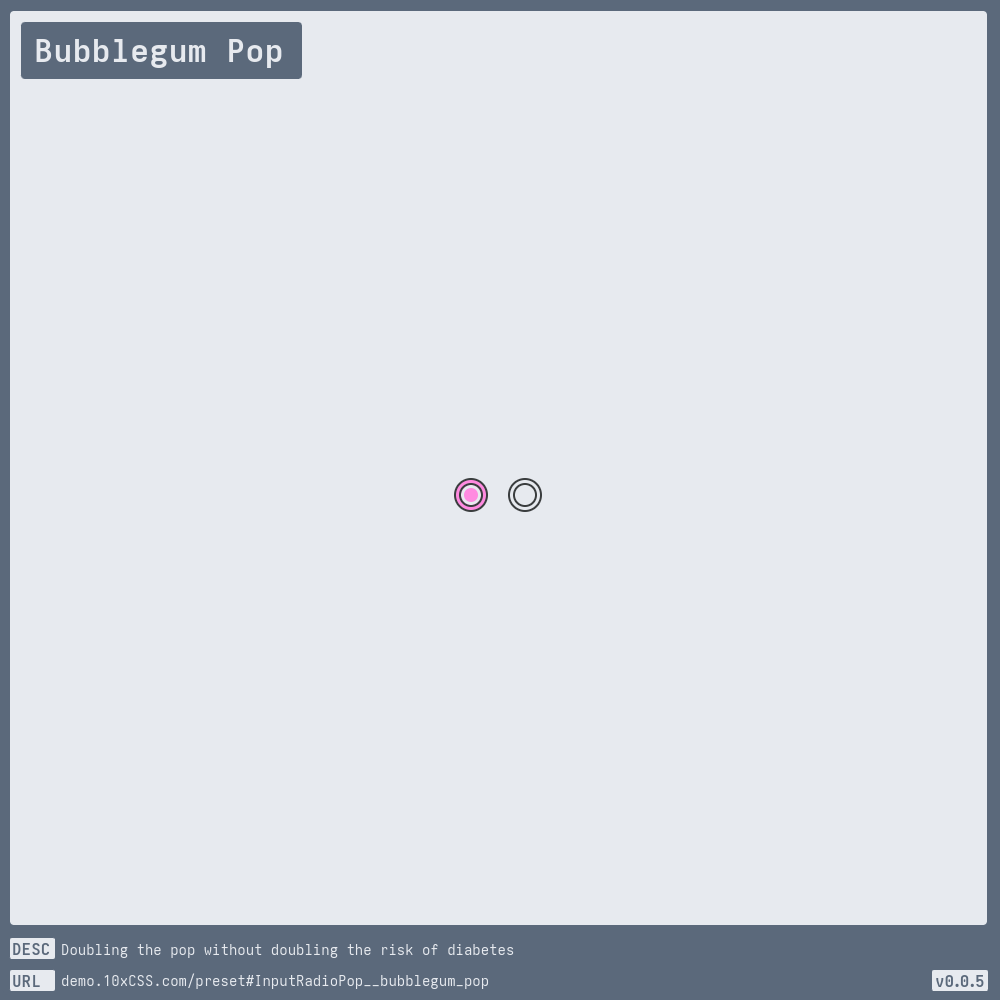 Bubblegum Pop
DESC Doubling the pop without doubling the risk of diabetes
URL demo.10xCSS.com/preset#InputRadioPop__bubblegum_pop
v0.0.5